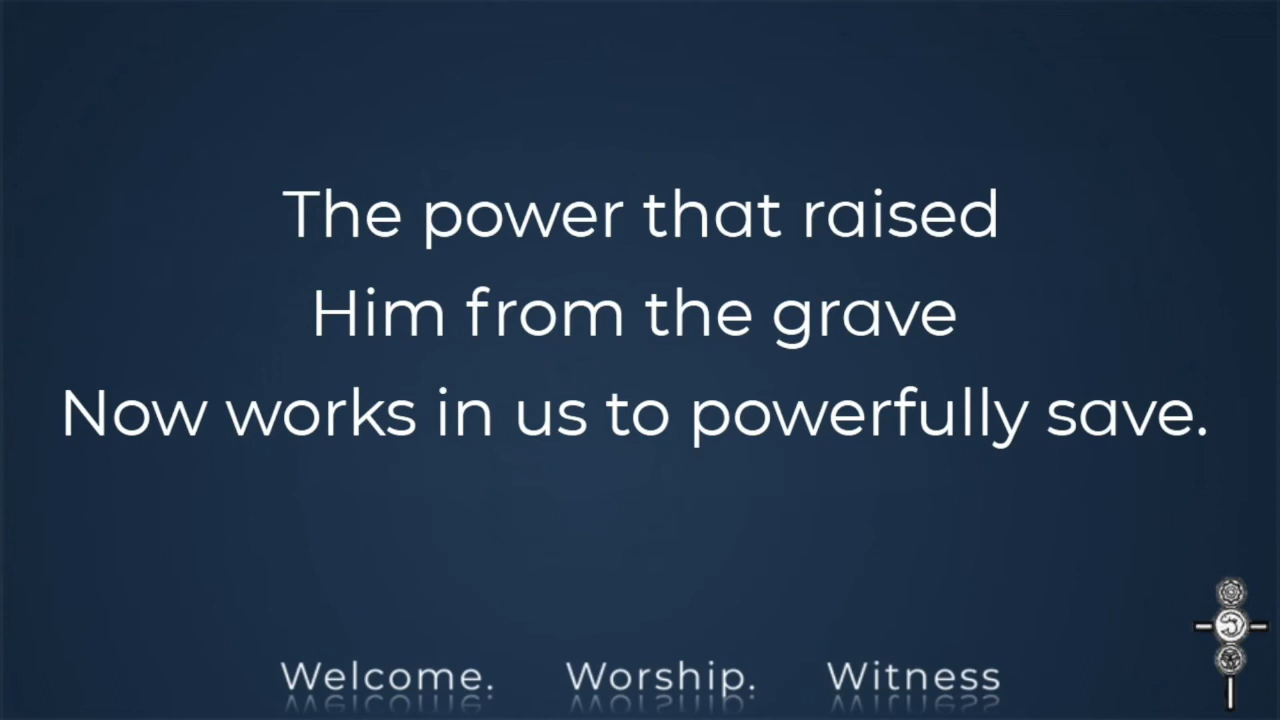 The power that raised
Him from the grave
Now works in us to powerfully save.
Welcome. Worship. Witness